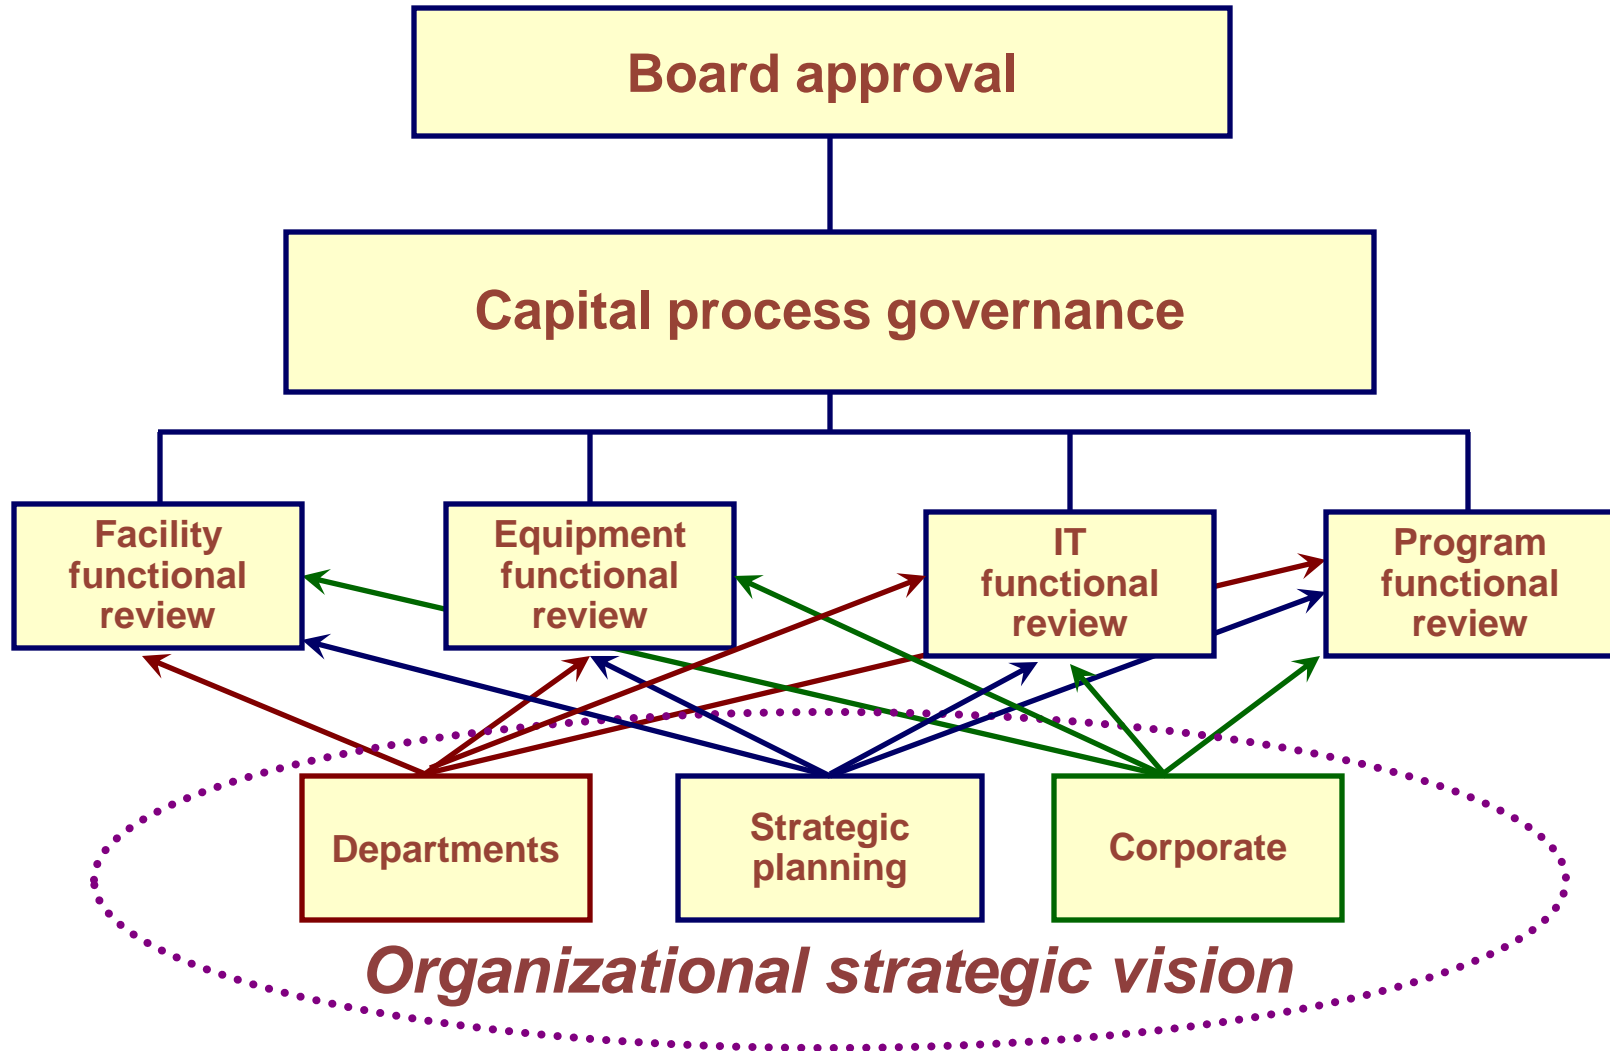 Board approval
Capital process governance
Facility
functional
review
Equipment
functional
review
IT
functional
review
Program
functional
review
Departments
Strategic
planning
Corporate
Organizational strategic vision